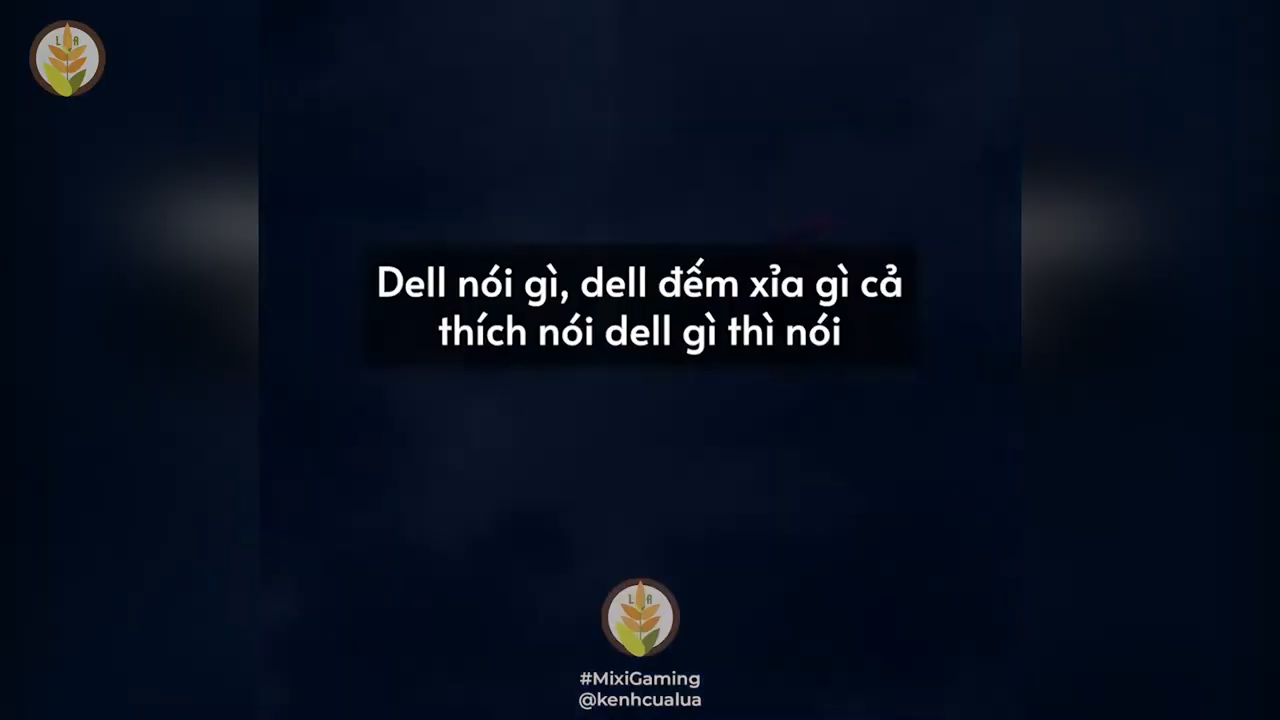 L A
Dell nói gì, dell đếm xỉa gì cả
thích nói dell gì thì nói
L A
#MixiGaming
@kenhcualua